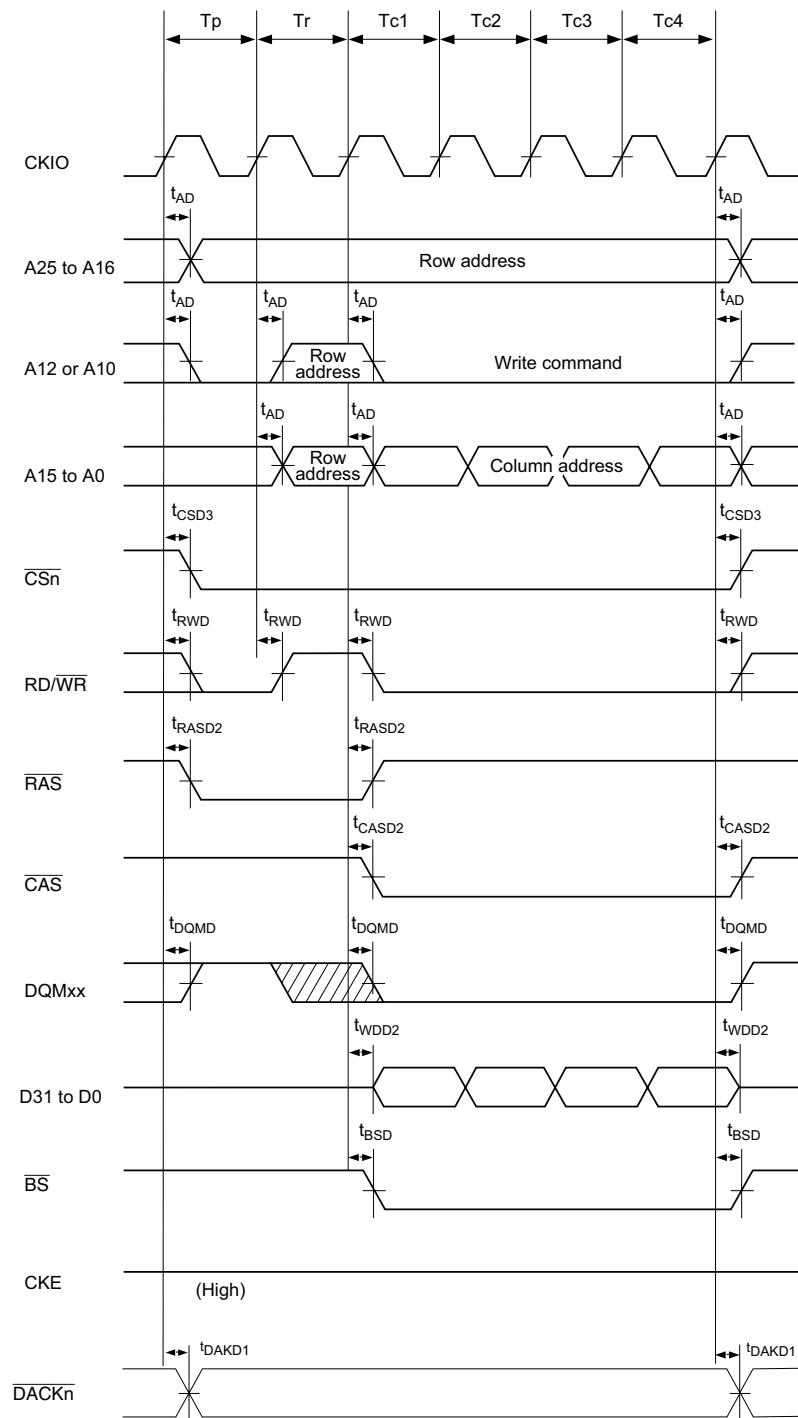 Tp Tr Tc1 Tc2 Tc3 Tc4
CKIO
tAD tAD
A25 to A16 Row address
tAD tAD tAD tAD
A12 or A10 Row address Write command
tAD tAD tAD
A15 to A0 Row address Column address
tCSD3 tCSD3
CSn
tRWD tRWD tRWD tRWD
RD/WR
tRASD2 tRASD2
RAS
tCASD2 tCASD2
CAS
tDQMD tDQMD tDQMD
DQMxx
tWDD2 tWDD2
D31 to D0
tBSD tBSD
BS
CKE (High)
tDAKD1 tDAKD1
DACKn